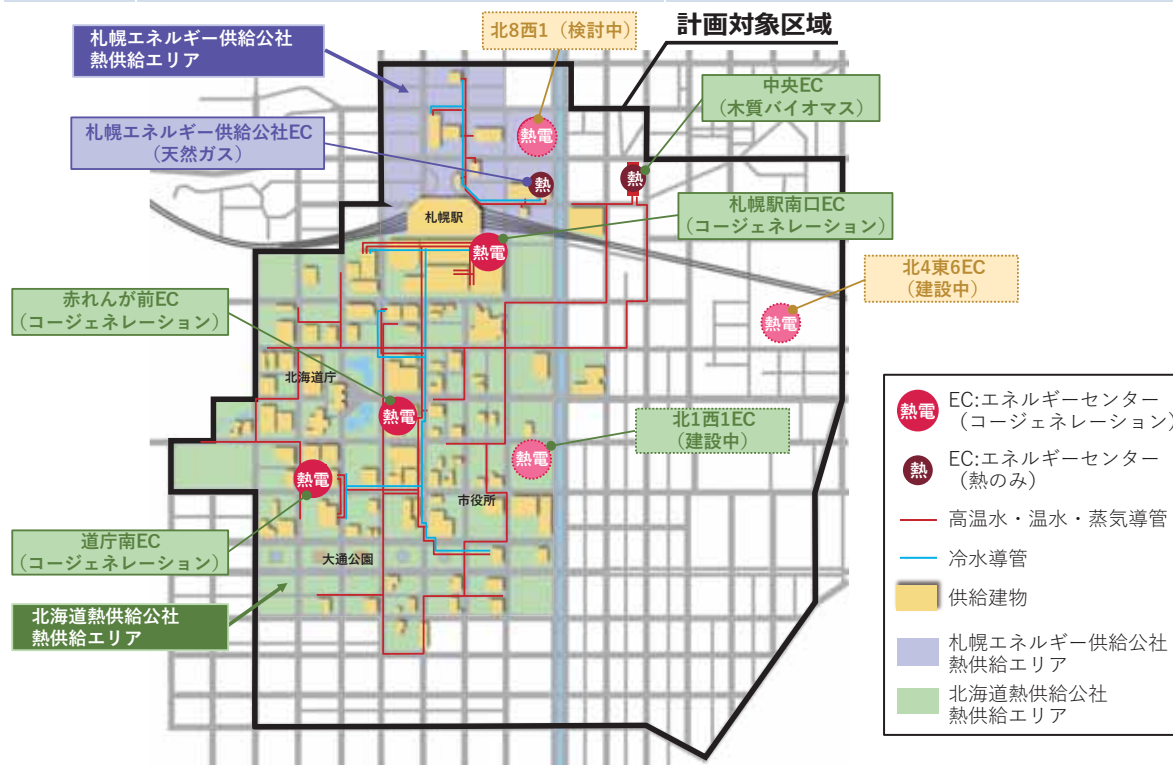 計画対象区域
札幌エネルギー供給公社
熱供給エリア
北8西1（検討中）
中央EC
（木質バイオマス）
札幌エネルギー供給公社EC
（天然ガス）
熱電
熱
熱
札幌駅南口EC
（コージェネレーション）
札幌駅
熱電
北4東6EC
（建設中）
赤れんが前EC
（コージェネレーション）
熱電
北海道庁
熱電
北1西1EC
（建設中）
熱電
熱電
市役所
道庁南EC
（コージェネレーション）
大通公園
北海道熱供給公社
熱供給エリア
熱電
EC:エネルギーセンター
（コージェネレーション）
熱
EC:エネルギーセンター
（熱のみ）
高温水・温水・蒸気導管
冷水導管
供給建物
札幌エネルギー供給公社
熱供給エリア
北海道熱供給公社
熱供給エリア